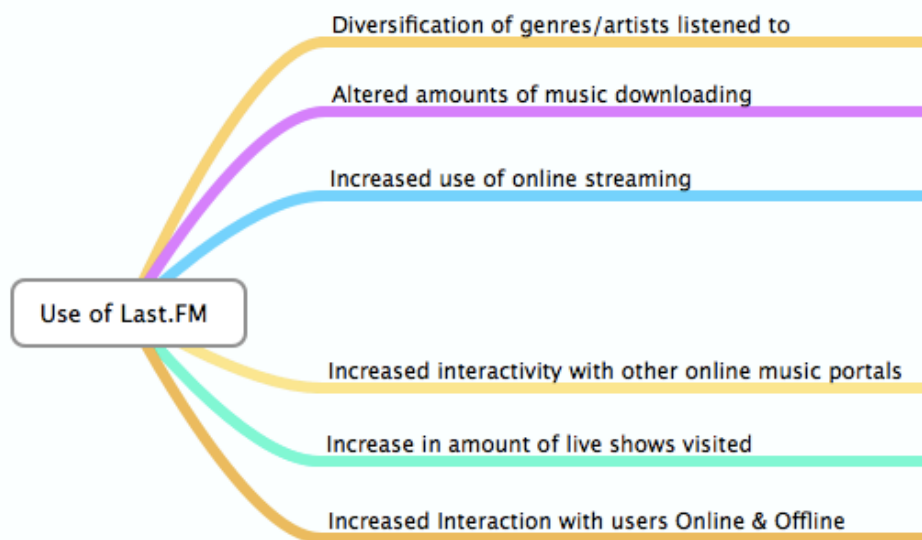 Diversification of genres/artists listened to
Altered amounts of music downloading
Increased use of online streaming
Use of Last.FM
Increased interactivity with other online music portals
Increase in amount of live shows visited
Increased Interaction with users Online & Offline